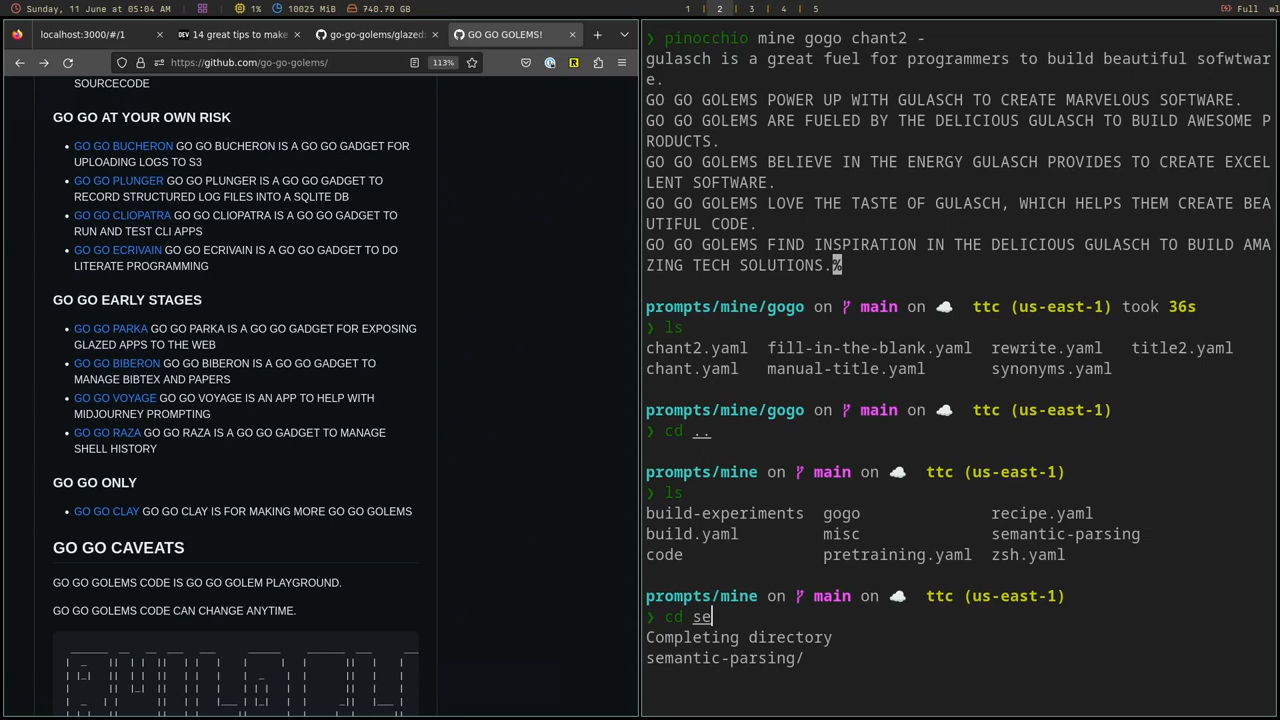 Sunday, 11 June at 05:04 AM
1%
10025 MiB
740.70 GB
1 2 3 4 5
Full
localhost:3000/#/1
DEV 14 great tips to make
go-go-golems/glazed:
GO GO GOLEMS!
https://github.com/go-go-golems/
113%
SOURCECODE
GO GO AT YOUR OWN RISK
GO GO BUCHERON GO GO BUCHERON IS A GO GO GADGET FOR
UPLOADING LOGS TO S3
GO GO PLUNGER GO GO PLUNGER IS A GO GO GADGET TO
RECORD STRUCTURED LOG FILES INTO A SQLITE DB
GO GO CLIOPATRA GO GO CLIOPATRA IS A GO GO GADGET TO
RUN AND TEST CLI APPS
GO GO ECRIVAIN GO GO ECRIVAIN IS A GO GO GADGET TO DO
LITERATE PROGRAMMING
GO GO EARLY STAGES
GO GO PARKA GO GO PARKA IS A GO GO GADGET FOR EXPOSING
GLAZED APPS TO THE WEB
GO GO BIBERON GO GO BIBERON IS A GO GO GADGET TO
MANAGE BIBTEX AND PAPERS
GO GO VOYAGE GO GO VOYAGE IS AN APP TO HELP WITH
MIDJOURNEY PROMPTING
GO GO RAZA GO GO RAZA IS A GO GO GADGET TO MANAGE
SHELL HISTORY
GO GO ONLY
GO GO CLAY GO GO CLAY IS FOR MAKING MORE GO GO GOLEMS
GO GO CAVEATS
GO GO GOLEMS CODE IS GO GO GOLEM PLAYGROUND.
GO GO GOLEMS CODE CAN CHANGE ANYTIME.
❯ pinocchio mine gogo chant2 -
gulasch is a great fuel for programmers to build beautiful sofwtwar
e.
GO GO GOLEMS POWER UP WITH GULASCH TO CREATE MARVELOUS SOFTWARE.
GO GO GOLEMS ARE FUELED BY THE DELICIOUS GULASCH TO BUILD AWESOME P
RODUCTS.
GO GO GOLEMS BELIEVE IN THE ENERGY GULASCH PROVIDES TO CREATE EXCEL
LENT SOFTWARE.
GO GO GOLEMS LOVE THE TASTE OF GULASCH, WHICH HELPS THEM CREATE BEA
UTIFUL CODE.
GO GO GOLEMS FIND INSPIRATION IN THE DELICIOUS GULASCH TO BUILD AMA
ZING TECH SOLUTIONS.%
prompts/mine/gogo on main on ttc (us-east-1) took 36s
❯ ls
chant2.yaml fill-in-the-blank.yaml rewrite.yaml title2.yaml
chant.yaml manual-title.yaml synonyms.yaml
prompts/mine/gogo on main on ttc (us-east-1)
❯ cd ..
prompts/mine on main on ttc (us-east-1)
❯ ls
build-experiments gogo recipe.yaml
build.yaml misc semantic-parsing
code pretraining.yaml zsh.yaml
prompts/mine on main on ttc (us-east-1)
❯ cd se
Completing directory
semantic-parsing/